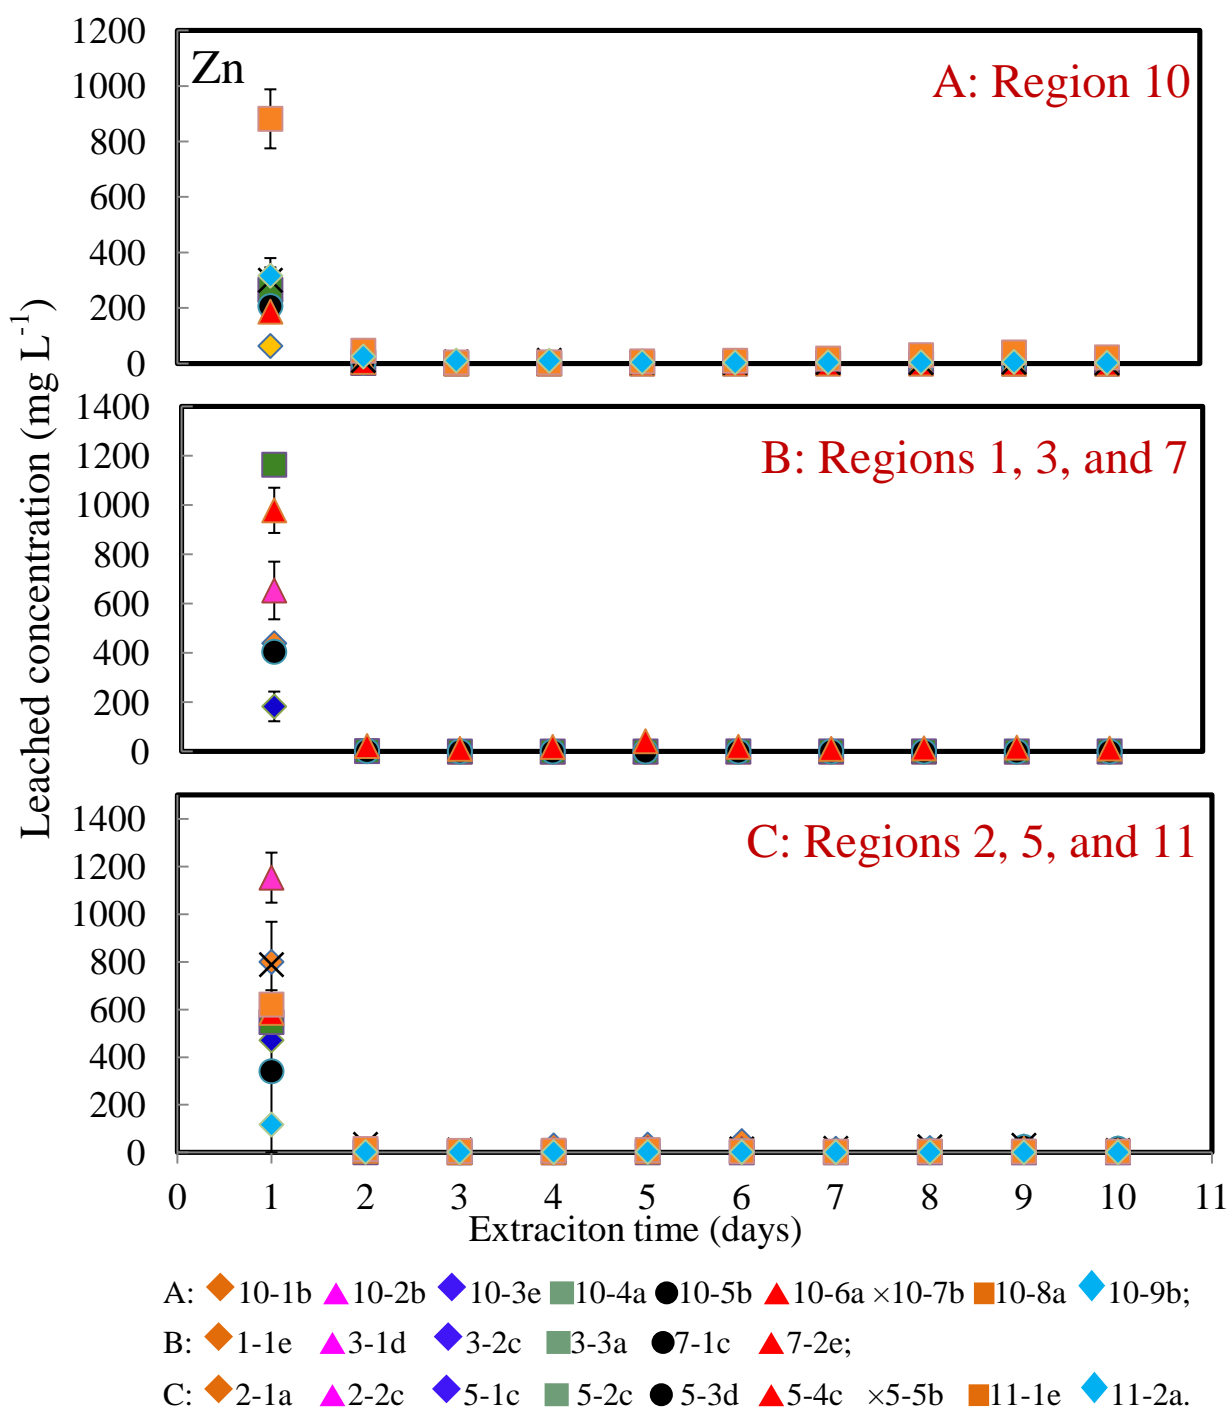 Zn
A: Region 10
1200
1000
800
600
400
200
0
B: Regions 1, 3, and 7
1400
1200
1000
800
600
400
200
0
C: Regions 2, 5, and 11
1400
1200
1000
800
600
400
200
0
Leached concentration (mg L⁻¹)
0 1 2 3 4 5 6 7 8 9 10 11
Extraciton time (days)
A: 10-1b 10-2b 10-3e 10-4a 10-5b 10-6a ×10-7b 10-8a 10-9b;
B: 1-1e 3-1d 3-2c 3-3a 7-1c 7-2e;
C: 2-1a 2-2c 5-1c 5-2c 5-3d 5-4c ×5-5b 11-1e 11-2a.